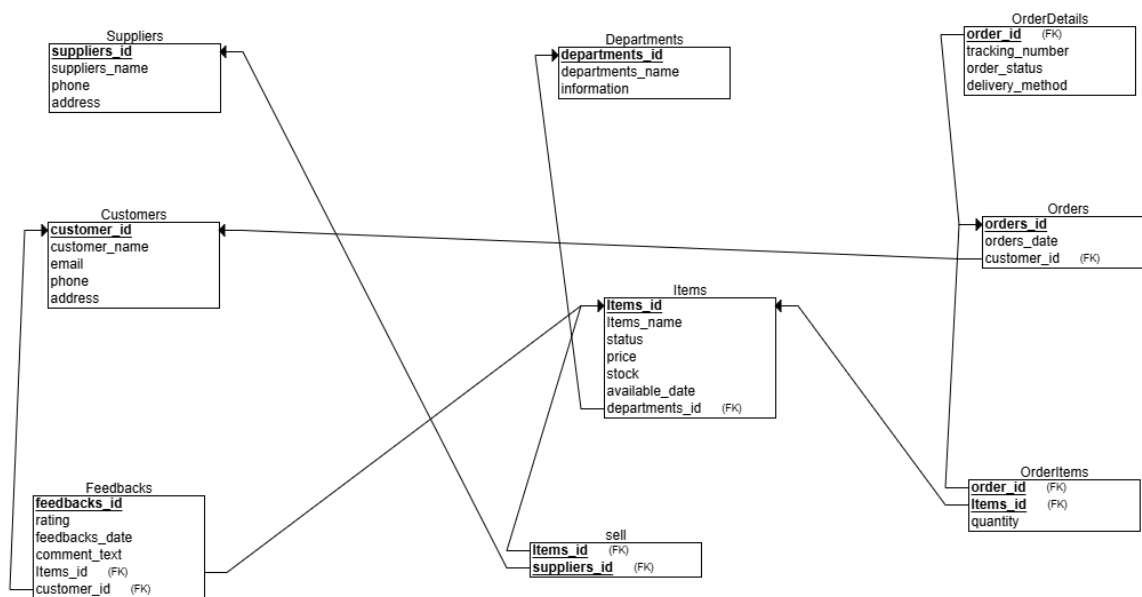 Suppliers
suppliers_id
suppliers_name
phone
address
Departments
departments_id
departments_name
information
OrderDetails
order_id (FK)
tracking_number
order_status
delivery_method
Customers
customer_id
customer_name
email
phone
address
Orders
orders_id
orders_date
customer_id (FK)
Items
Items_id
Items_name
status
price
stock
available_date
departments_id (FK)
Feedbacks
feedbacks_id
rating
feedbacks_date
comment_text
Items_id (FK)
customer_id (FK)
sell
Items_id (FK)
suppliers_id (FK)
OrderItems
order_id (FK)
Items_id (FK)
quantity